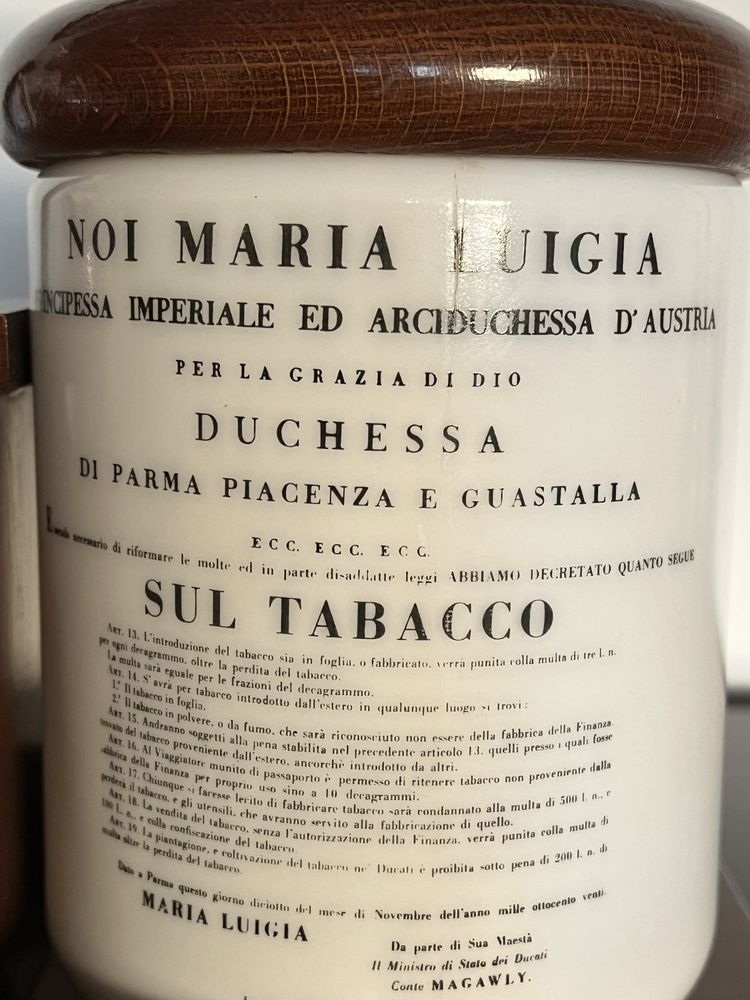 NOI MARIA LUIGIA
PRINCIPESSA IMPERIALE ED ARCIDUCHESSA D'AUSTRIA
PER LA GRAZIA DI DIO
DUCHESSA
DI PARMA PIACENZA E GUASTALLA
ECC. ECC. ECC.
Essendo necessario di riformare le molte ed in parte disaddatte leggi ABBIAMO DECRETATO QUANTO SEGUE
SUL TABACCO
Art. 13. L'introduzione del tabacco sia in foglia, o fabbricato, verrà punita colla multa di tre l. n.
per ogni decagrammo, oltre la perdita del tabacco.
La multa sarà eguale per le frazioni del decagrammo.
Art. 14. S'avrà per tabacco introdotto dall'estero in qualunque luogo si trovi:
1.° Il tabacco in foglia.
2.° Il tabacco in polvere, o da fumo, che sarà riconosciuto non essere della fabbrica della Finanza.
Art. 15. Andranno soggetti alla pena stabilita nel precedente articolo 13, quelli presso i quali fosse
trovato del tabacco proveniente dall'estero, ancorchè introdotto da altri.
Art. 16. Al Viaggiatore munito di passaporto è permesso di ritenere tabacco non proveniente dalla
fabbrica della Finanza per proprio uso sino a 10 decagrammi.
Art. 17. Chiunque si facesse lecito di fabbricare tabacco sarà condannato alla multa di 500 l. n., e
perderà il tabacco, e gli utensili, che avranno servito alla fabbricazione di quello.
Art. 18. La vendita del tabacco, senza l'autorizzazione della Finanza, verrà punita colla multa di
100 l. n., e colla confiscazione del tabacco.
Art. 19. La piantagione, e coltivazione del tabacco ne' Ducati è proibita sotto pena di 200 l. n. di
multa oltre la perdita del tabacco.
Dato a Parma questo giorno diciotto del mese di Novembre dell'anno mille ottocento venti.
MARIA LUIGIA
Da parte di Sua Maestà
Il Ministro di Stato dei Ducati
Conte MAGAWLY.